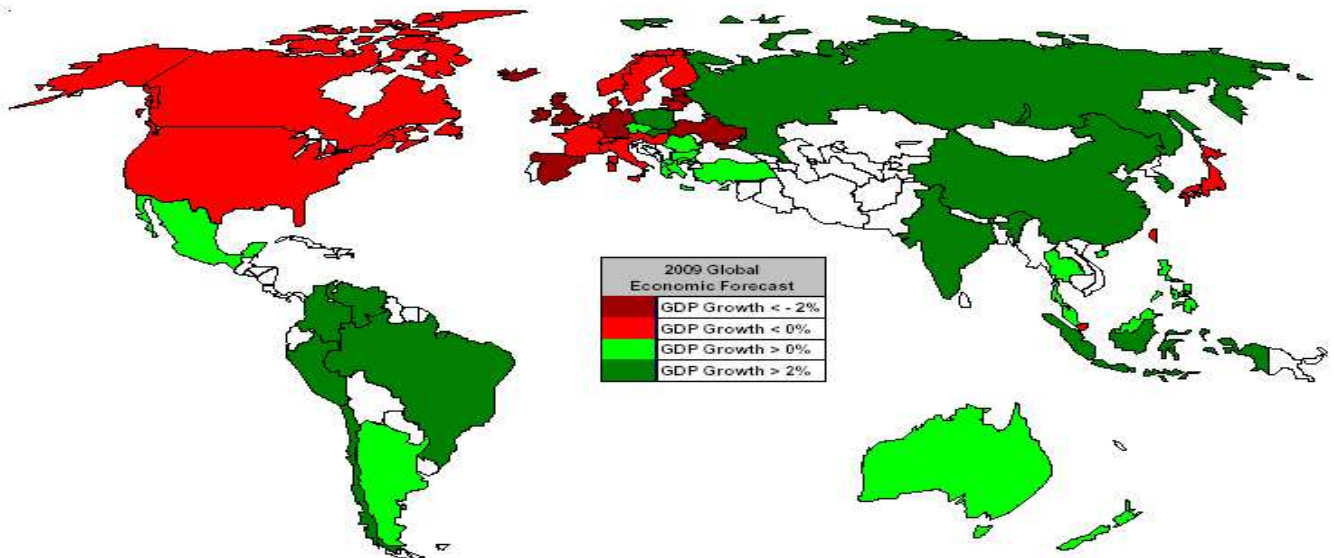 2009 Global
Economic Forecast
GDP Growth < - 2%
GDP Growth < 0%
GDP Growth > 0%
GDP Growth > 2%